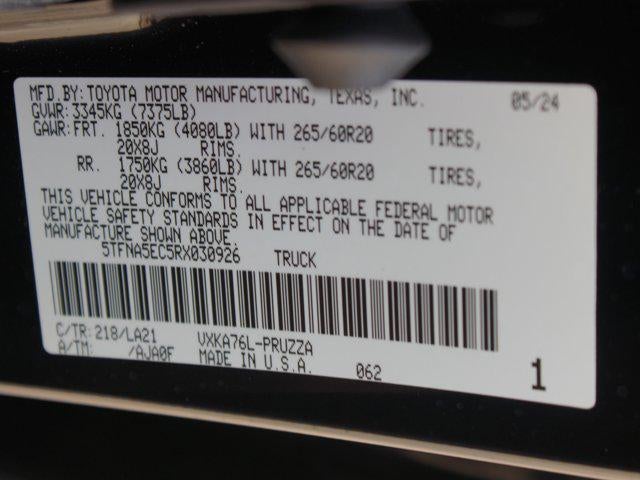 MFD.BY: TOYOTA MOTOR MANUFACTURING, TEXAS, INC. 05/24
GVWR: 3345KG (7375LB)
GAWR: FRT. 1850KG (4080LB) WITH 265/60R20 TIRES,
20X8J RIMS.
RR. 1750KG (3860LB) WITH 265/60R20 TIRES,
20X8J RIMS.
THIS VEHICLE CONFORMS TO ALL APPLICABLE FEDERAL MOTOR
VEHICLE SAFETY STANDARDS IN EFFECT ON THE DATE OF
MANUFACTURE SHOWN ABOVE.
5TFNA5EC5RX030926 TRUCK
C/TR: 218/LA21 VXKA76L-PRUZZA
A/TM: /AJA0F MADE IN U.S.A. 062 1